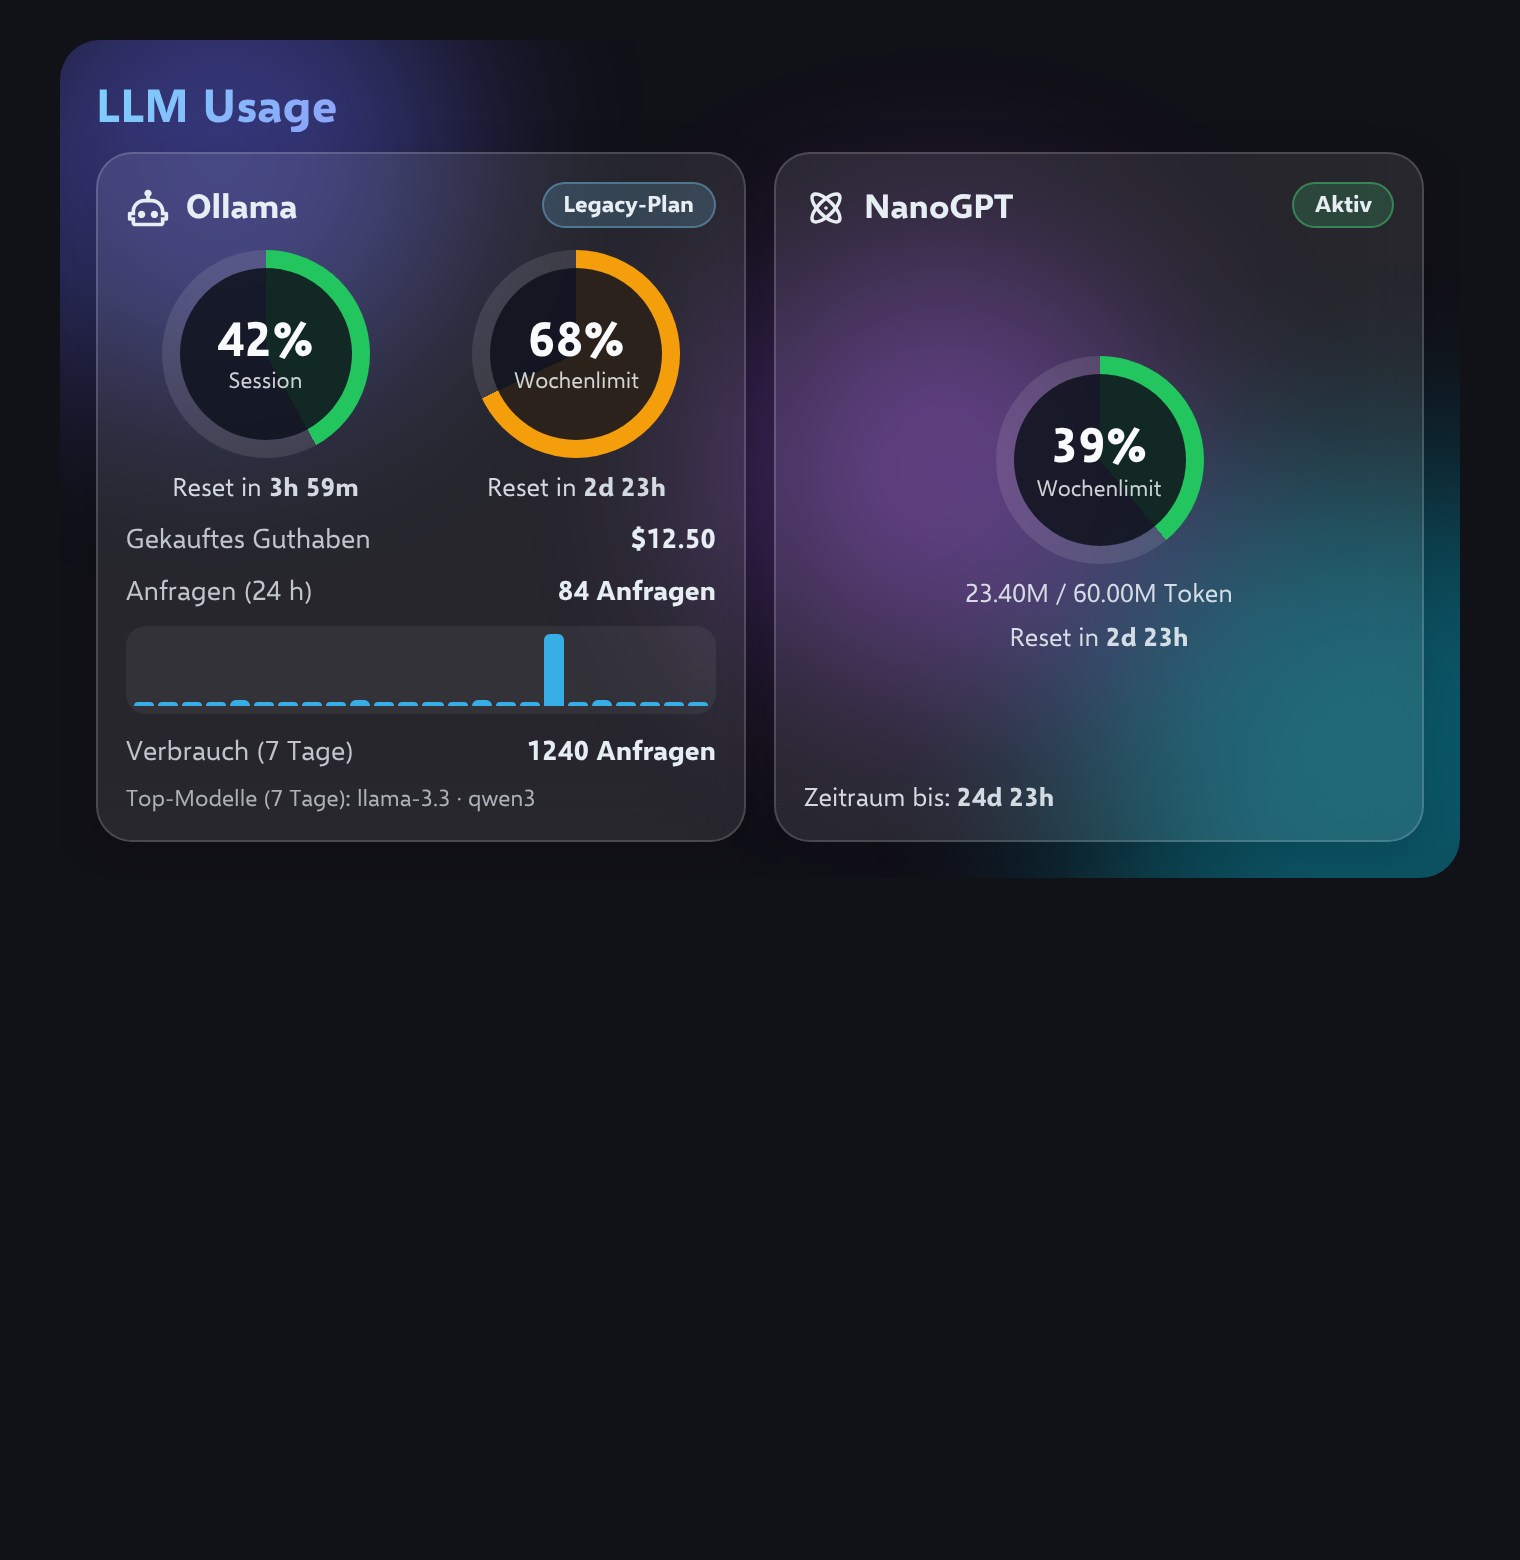 LLM Usage
Ollama
Legacy-Plan
42%
Session
Reset in 3h 59m
68%
Wochenlimit
Reset in 2d 23h
Gekauftes Guthaben $12.50
Anfragen (24 h) 84 Anfragen
Verbrauch (7 Tage) 1240 Anfragen
Top-Modelle (7 Tage): llama-3.3 · qwen3
NanoGPT
Aktiv
39%
Wochenlimit
23.40M / 60.00M Token
Reset in 2d 23h
Zeitraum bis: 24d 23h